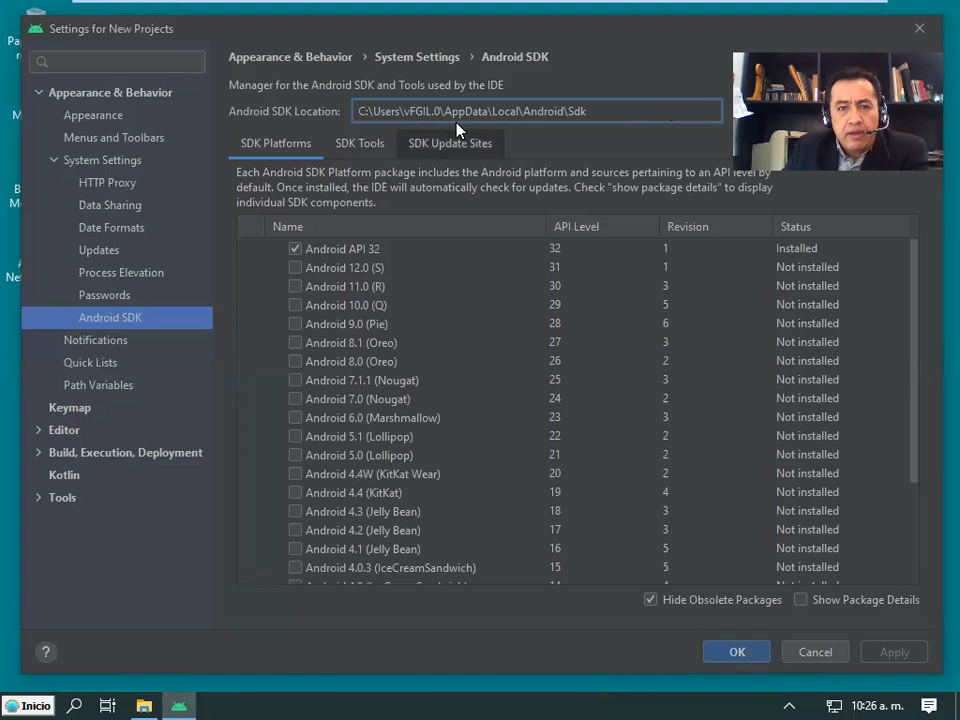 Settings for New Projects
Appearance & Behavior
Appearance
Menus and Toolbars
System Settings
HTTP Proxy
Data Sharing
Date Formats
Updates
Process Elevation
Passwords
Android SDK
Notifications
Quick Lists
Path Variables
Keymap
Editor
Build, Execution, Deployment
Kotlin
Tools
Appearance & Behavior › System Settings › Android SDK
Manager for the Android SDK and Tools used by the IDE
Android SDK Location: C:\Users\vFGIL.0\AppData\Local\Android\Sdk
SDK Platforms SDK Tools SDK Update Sites
Each Android SDK Platform package includes the Android platform and sources pertaining to an API level by
default. Once installed, the IDE will automatically check for updates. Check "show package details" to display
individual SDK components.
Name API Level Revision Status
Android API 32 32 1 Installed
Android 12.0 (S) 31 1 Not installed
Android 11.0 (R) 30 3 Not installed
Android 10.0 (Q) 29 5 Not installed
Android 9.0 (Pie) 28 6 Not installed
Android 8.1 (Oreo) 27 3 Not installed
Android 8.0 (Oreo) 26 2 Not installed
Android 7.1.1 (Nougat) 25 3 Not installed
Android 7.0 (Nougat) 24 2 Not installed
Android 6.0 (Marshmallow) 23 3 Not installed
Android 5.1 (Lollipop) 22 2 Not installed
Android 5.0 (Lollipop) 21 2 Not installed
Android 4.4W (KitKat Wear) 20 2 Not installed
Android 4.4 (KitKat) 19 4 Not installed
Android 4.3 (Jelly Bean) 18 3 Not installed
Android 4.2 (Jelly Bean) 17 3 Not installed
Android 4.1 (Jelly Bean) 16 5 Not installed
Android 4.0.3 (IceCreamSandwich) 15 5 Not installed
Hide Obsolete Packages Show Package Details
? OK Cancel Apply
Inicio 10:26 a. m.